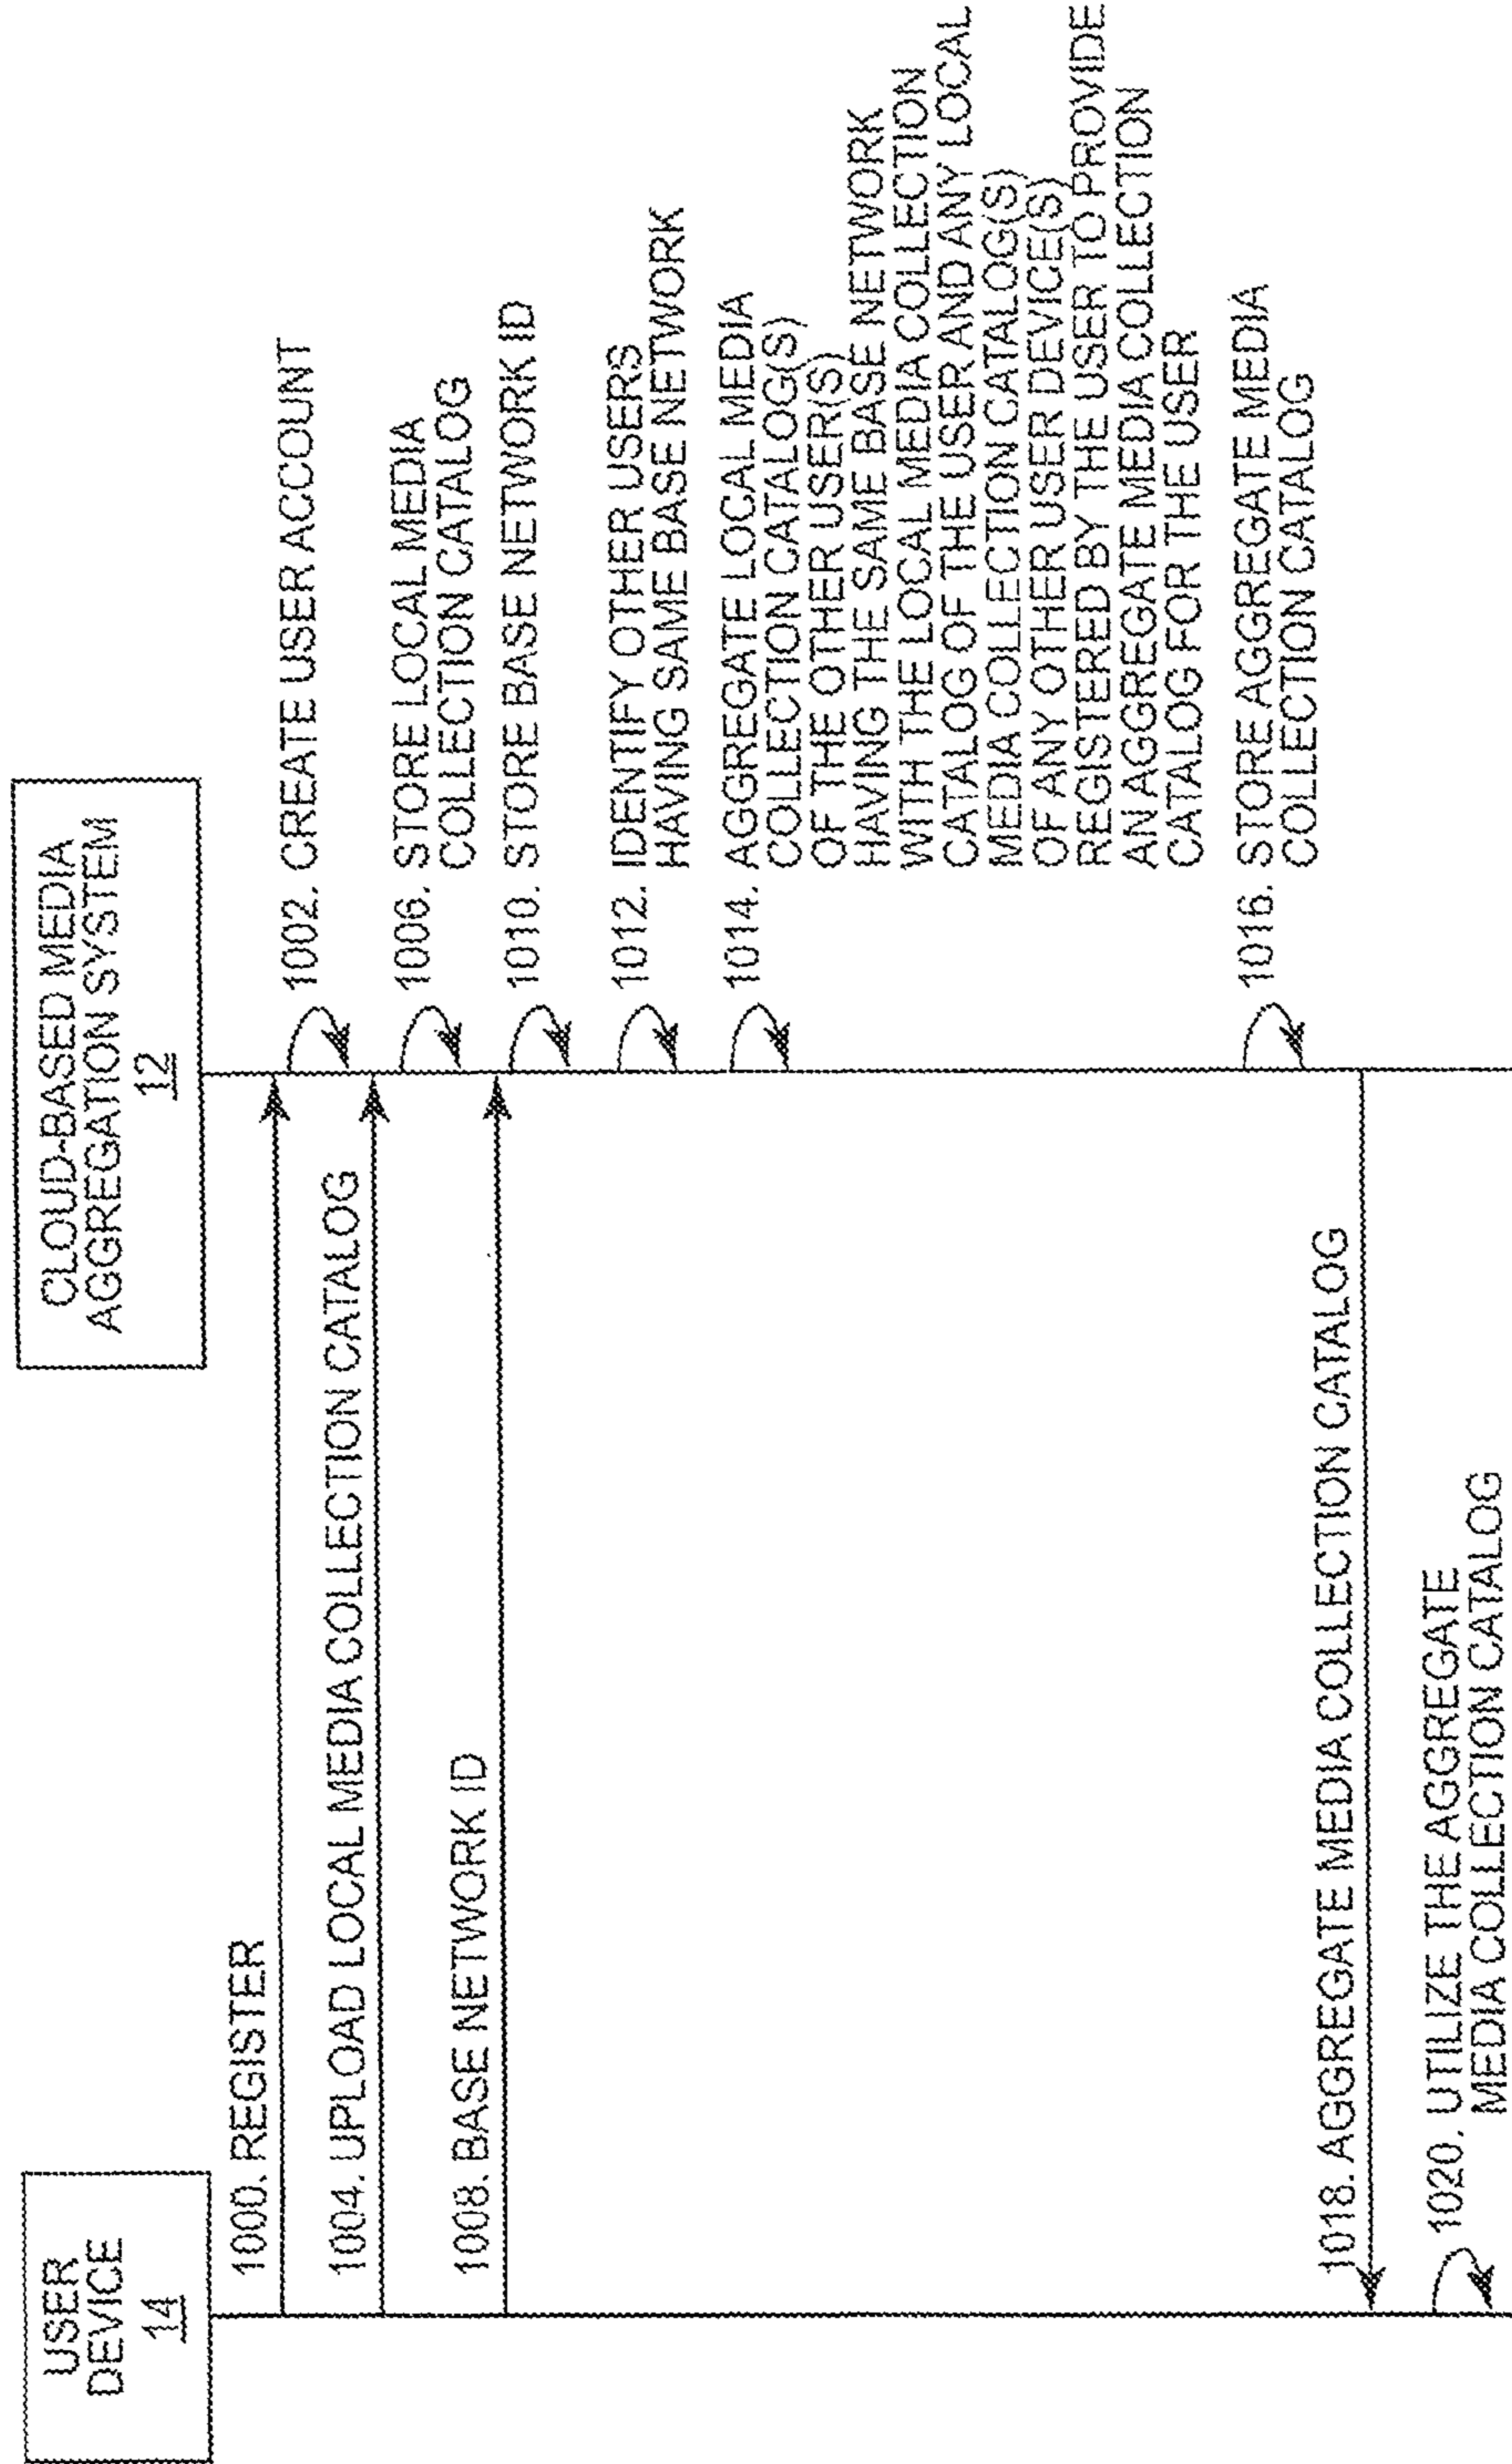 USER
DEVICE
14
CLOUD-BASED MEDIA
AGGREGATION SYSTEM
12
1000. REGISTER
1002. CREATE USER ACCOUNT
1004. UPLOAD LOCAL MEDIA COLLECTION CATALOG
1006. STORE LOCAL MEDIA
COLLECTION CATALOG
1008. BASE NETWORK ID
1010. STORE BASE NETWORK ID
1012. IDENTIFY OTHER USERS
HAVING SAME BASE NETWORK
1014. AGGREGATE LOCAL MEDIA
COLLECTION CATALOG(S)
OF THE OTHER USER(S)
HAVING THE SAME BASE NETWORK
WITH THE LOCAL MEDIA COLLECTION
CATALOG OF THE USER AND ANY LOCAL
MEDIA COLLECTION CATALOG(S)
OF ANY OTHER USER DEVICE(S)
REGISTERED BY THE USER TO PROVIDE
AN AGGREGATE MEDIA COLLECTION
CATALOG FOR THE USER
1016. STORE AGGREGATE MEDIA
COLLECTION CATALOG
1018. AGGREGATE MEDIA COLLECTION CATALOG
1020. UTILIZE THE AGGREGATE
MEDIA COLLECTION CATALOG